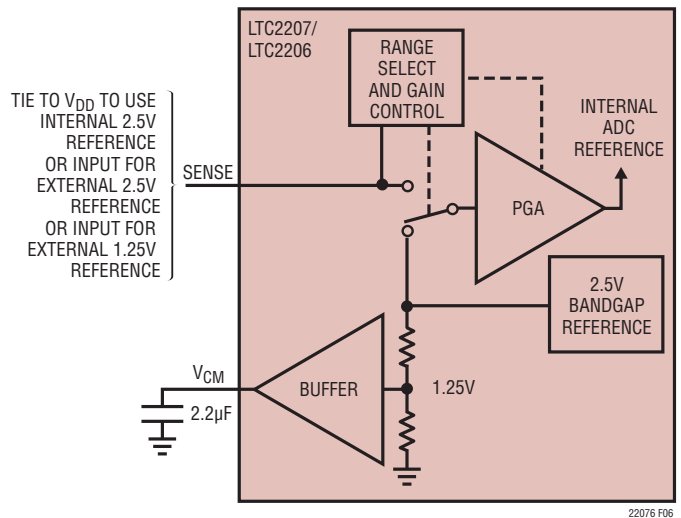 LTC2207/
LTC2206
RANGE
SELECT
AND GAIN
CONTROL
TIE TO VDD TO USE
INTERNAL 2.5V
REFERENCE
OR INPUT FOR
EXTERNAL 2.5V
REFERENCE
OR INPUT FOR
EXTERNAL 1.25V
REFERENCE
SENSE
INTERNAL
ADC
REFERENCE
PGA
2.5V
BANDGAP
REFERENCE
VCM
BUFFER
1.25V
2.2µF
22076 F06